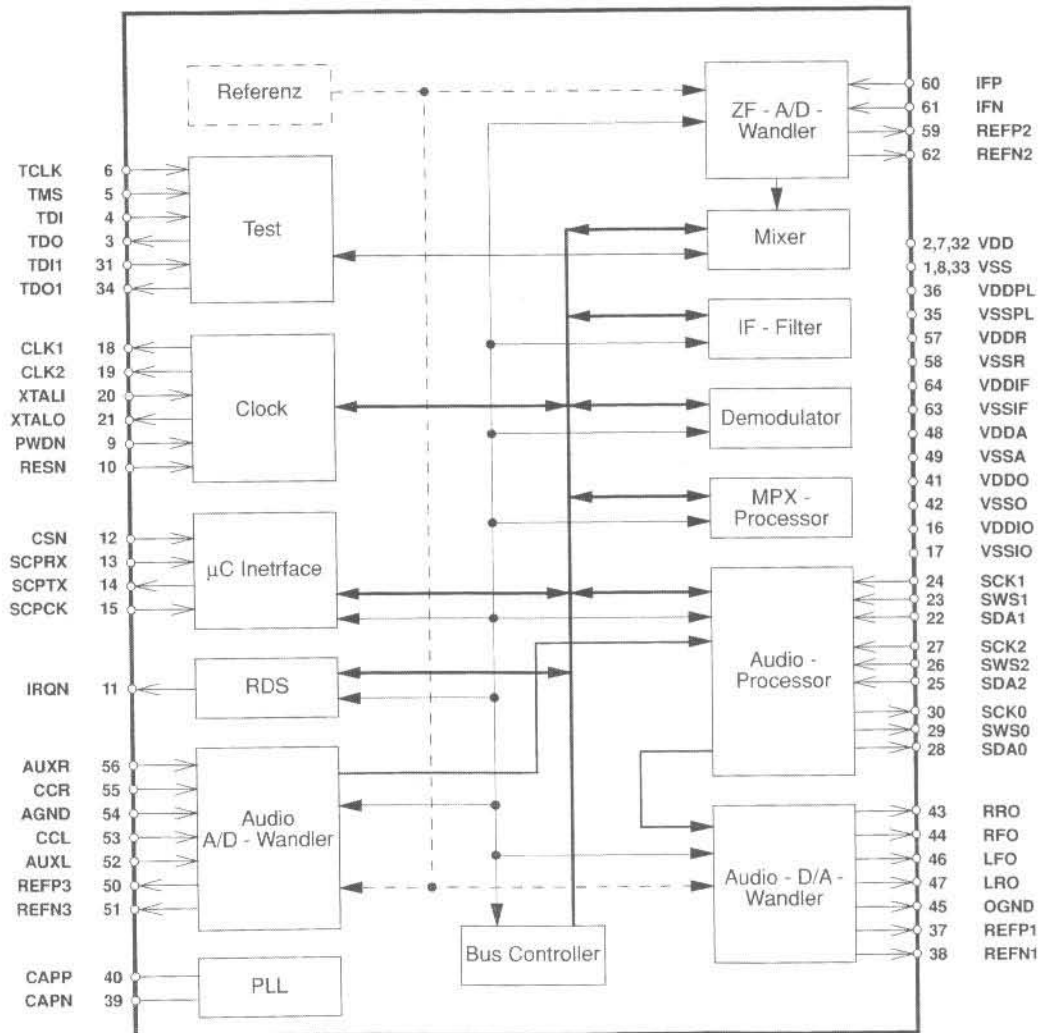 Referenz
TCLK 6
TMS 5
TDI 4
TDO 3
TDI1 31
TDO1 34
Test
CLK1 18
CLK2 19
XTALI 20
XTALO 21
PWDN 9
RESN 10
Clock
CSN 12
SCPRX 13
SCPTX 14
SCPCK 15
µC Inetrface
IRQN 11
RDS
AUXR 56
CCR 55
AGND 54
CCL 53
AUXL 52
REFP3 50
REFN3 51
Audio
A/D - Wandler
CAPP 40
CAPN 39
PLL
Bus Controller
ZF - A/D -
Wandler
60 IFP
61 IFN
59 REFP2
62 REFN2
Mixer
IF - Filter
Demodulator
MPX -
Processor
2,7,32 VDD
1,8,33 VSS
36 VDDPL
35 VSSPL
57 VDDR
58 VSSR
64 VDDIF
63 VSSIF
48 VDDA
49 VSSA
41 VDDO
42 VSSO
16 VDDIO
17 VSSIO
Audio -
Processor
24 SCK1
23 SWS1
22 SDA1
27 SCK2
26 SWS2
25 SDA2
30 SCK0
29 SWS0
28 SDA0
Audio - D/A -
Wandler
43 RRO
44 RFO
46 LFO
47 LRO
45 OGND
37 REFP1
38 REFN1